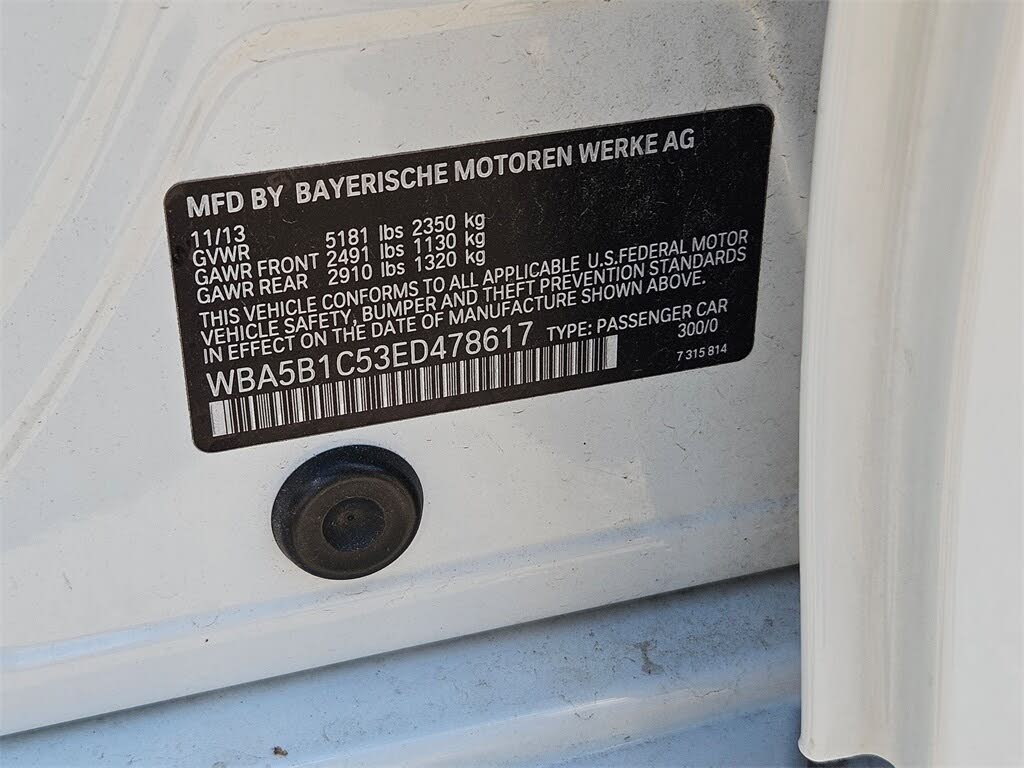 MFD BY BAYERISCHE MOTOREN WERKE AG
11/13
GVWR 5181 lbs 2350 kg
GAWR FRONT 2491 lbs 1130 kg
GAWR REAR 2910 lbs 1320 kg
THIS VEHICLE CONFORMS TO ALL APPLICABLE U.S.FEDERAL MOTOR
VEHICLE SAFETY, BUMPER AND THEFT PREVENTION STANDARDS
IN EFFECT ON THE DATE OF MANUFACTURE SHOWN ABOVE.
WBA5B1C53ED478617 TYPE: PASSENGER CAR
300/0
7 315 814